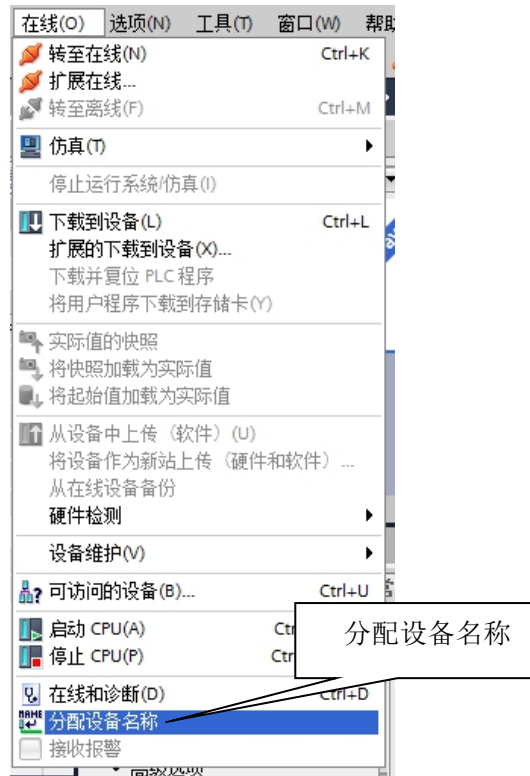 在线(O) 选项(N) 工具(T) 窗口(W) 帮助
转至在线(N) Ctrl+K
扩展在线...
转至离线(F) Ctrl+M
仿真(T)
停止运行系统/仿真(I)
下载到设备(L) Ctrl+L
扩展的下载到设备(X)...
下载并复位 PLC 程序
将用户程序下载到存储卡(Y)
实际值的快照
将快照加载为实际值
将起始值加载为实际值
从设备中上传（软件）(U)
将设备作为新站上传（硬件和软件）...
从在线设备备份
硬件检测
设备维护(V)
可访问的设备(B)... Ctrl+U
启动 CPU(A) Ctr
停止 CPU(P) Ctr
分配设备名称
在线和诊断(D) Ctrl+D
分配设备名称
接收报警
高级选项